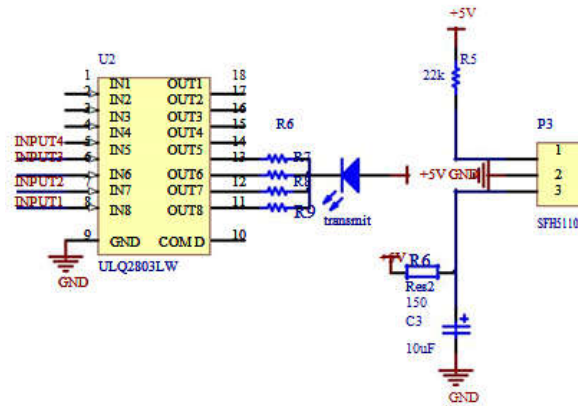 +5V
U2
R5
22k
1 IN1 OUT1 18
2 IN2 OUT2 17
3 IN3 OUT3 16
4 IN4 OUT4 15
INPUT4 5 IN5 OUT5 14
INPUT3 6 IN6 OUT6 13
INPUT2 7 IN7 OUT7 12
INPUT1 8 IN8 OUT8 11
9 GND COM D 10
ULQ2803LW
GND
R6
R7
R8
R9
transmit
+5V
GND
P3
1
2
3
SFH5110
+5V
R6
Res2
150
C3
+
10uF
GND